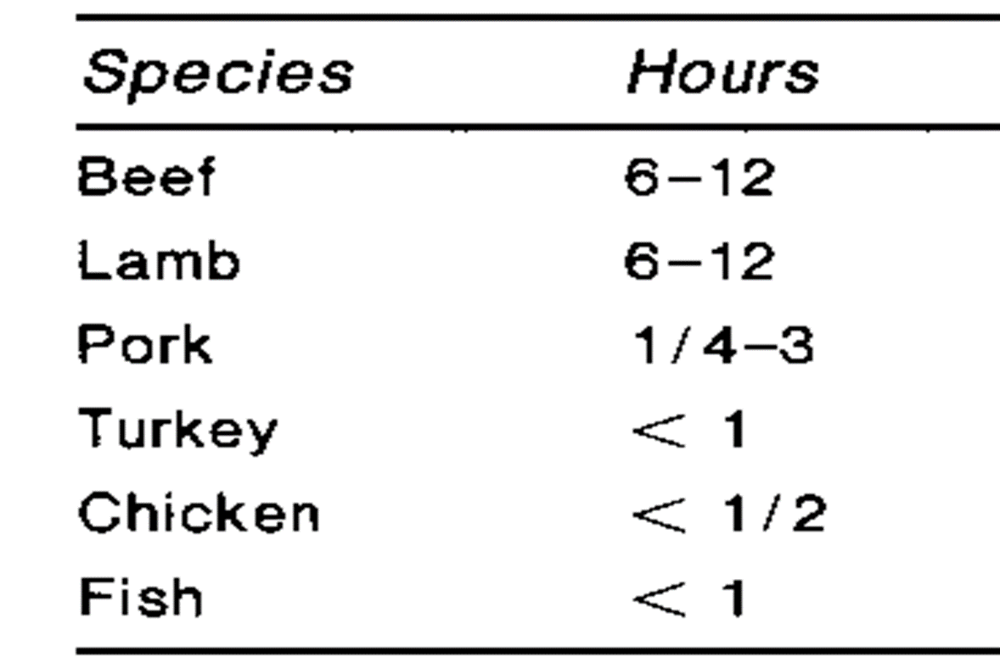 Species Hours
Beef 6–12
Lamb 6–12
Pork 1/4–3
Turkey < 1
Chicken < 1/2
Fish < 1